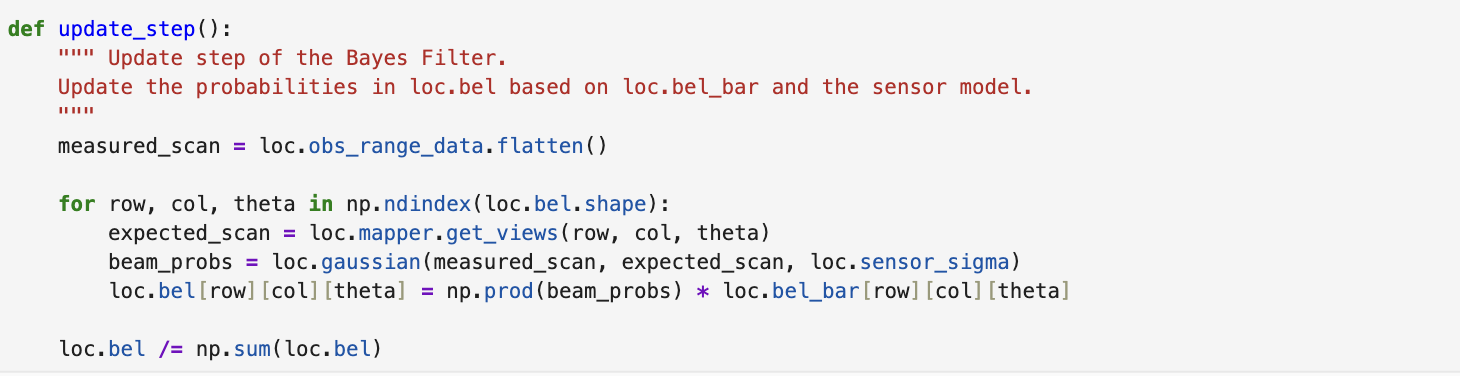 def update_step():
    """ Update step of the Bayes Filter.
    Update the probabilities in loc.bel based on loc.bel_bar and the sensor model.
    """
    measured_scan = loc.obs_range_data.flatten()

    for row, col, theta in np.ndindex(loc.bel.shape):
        expected_scan = loc.mapper.get_views(row, col, theta)
        beam_probs = loc.gaussian(measured_scan, expected_scan, loc.sensor_sigma)
        loc.bel[row][col][theta] = np.prod(beam_probs) * loc.bel_bar[row][col][theta]

    loc.bel /= np.sum(loc.bel)